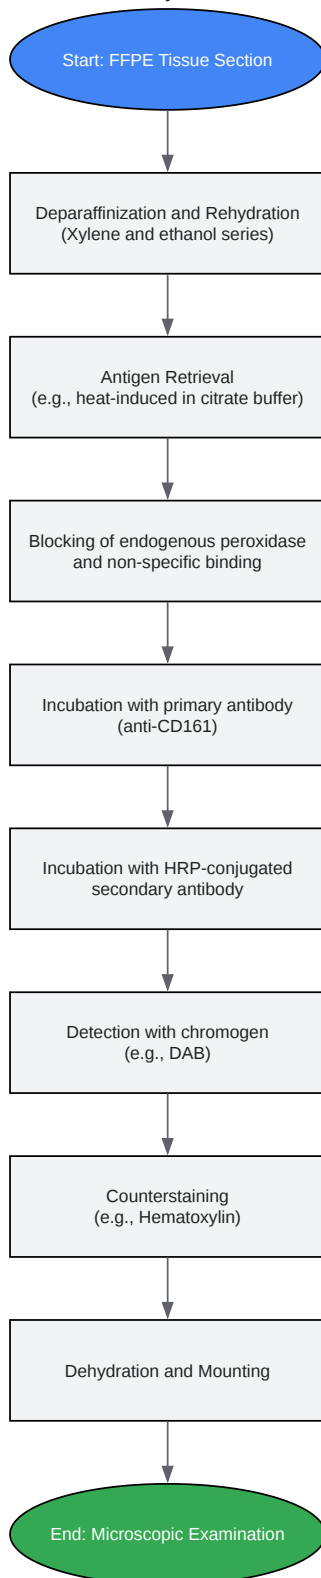 Start: FFPE Tissue Section
Deparaffinization and Rehydration
(Xylene and ethanol series)
Antigen Retrieval
(e.g., heat-induced in citrate buffer)
Blocking of endogenous peroxidase
and non-specific binding
Incubation with primary antibody
(anti-CD161)
Incubation with HRP-conjugated
secondary antibody
Detection with chromogen
(e.g., DAB)
Counterstaining
(e.g., Hematoxylin)
Dehydration and Mounting
End: Microscopic Examination